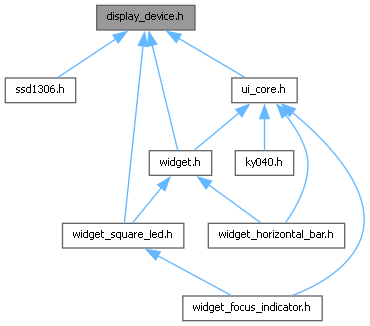 display_device.h
ssd1306.h
ui_core.h
widget.h
ky040.h
widget_square_led.h
widget_horizontal_bar.h
widget_focus_indicator.h